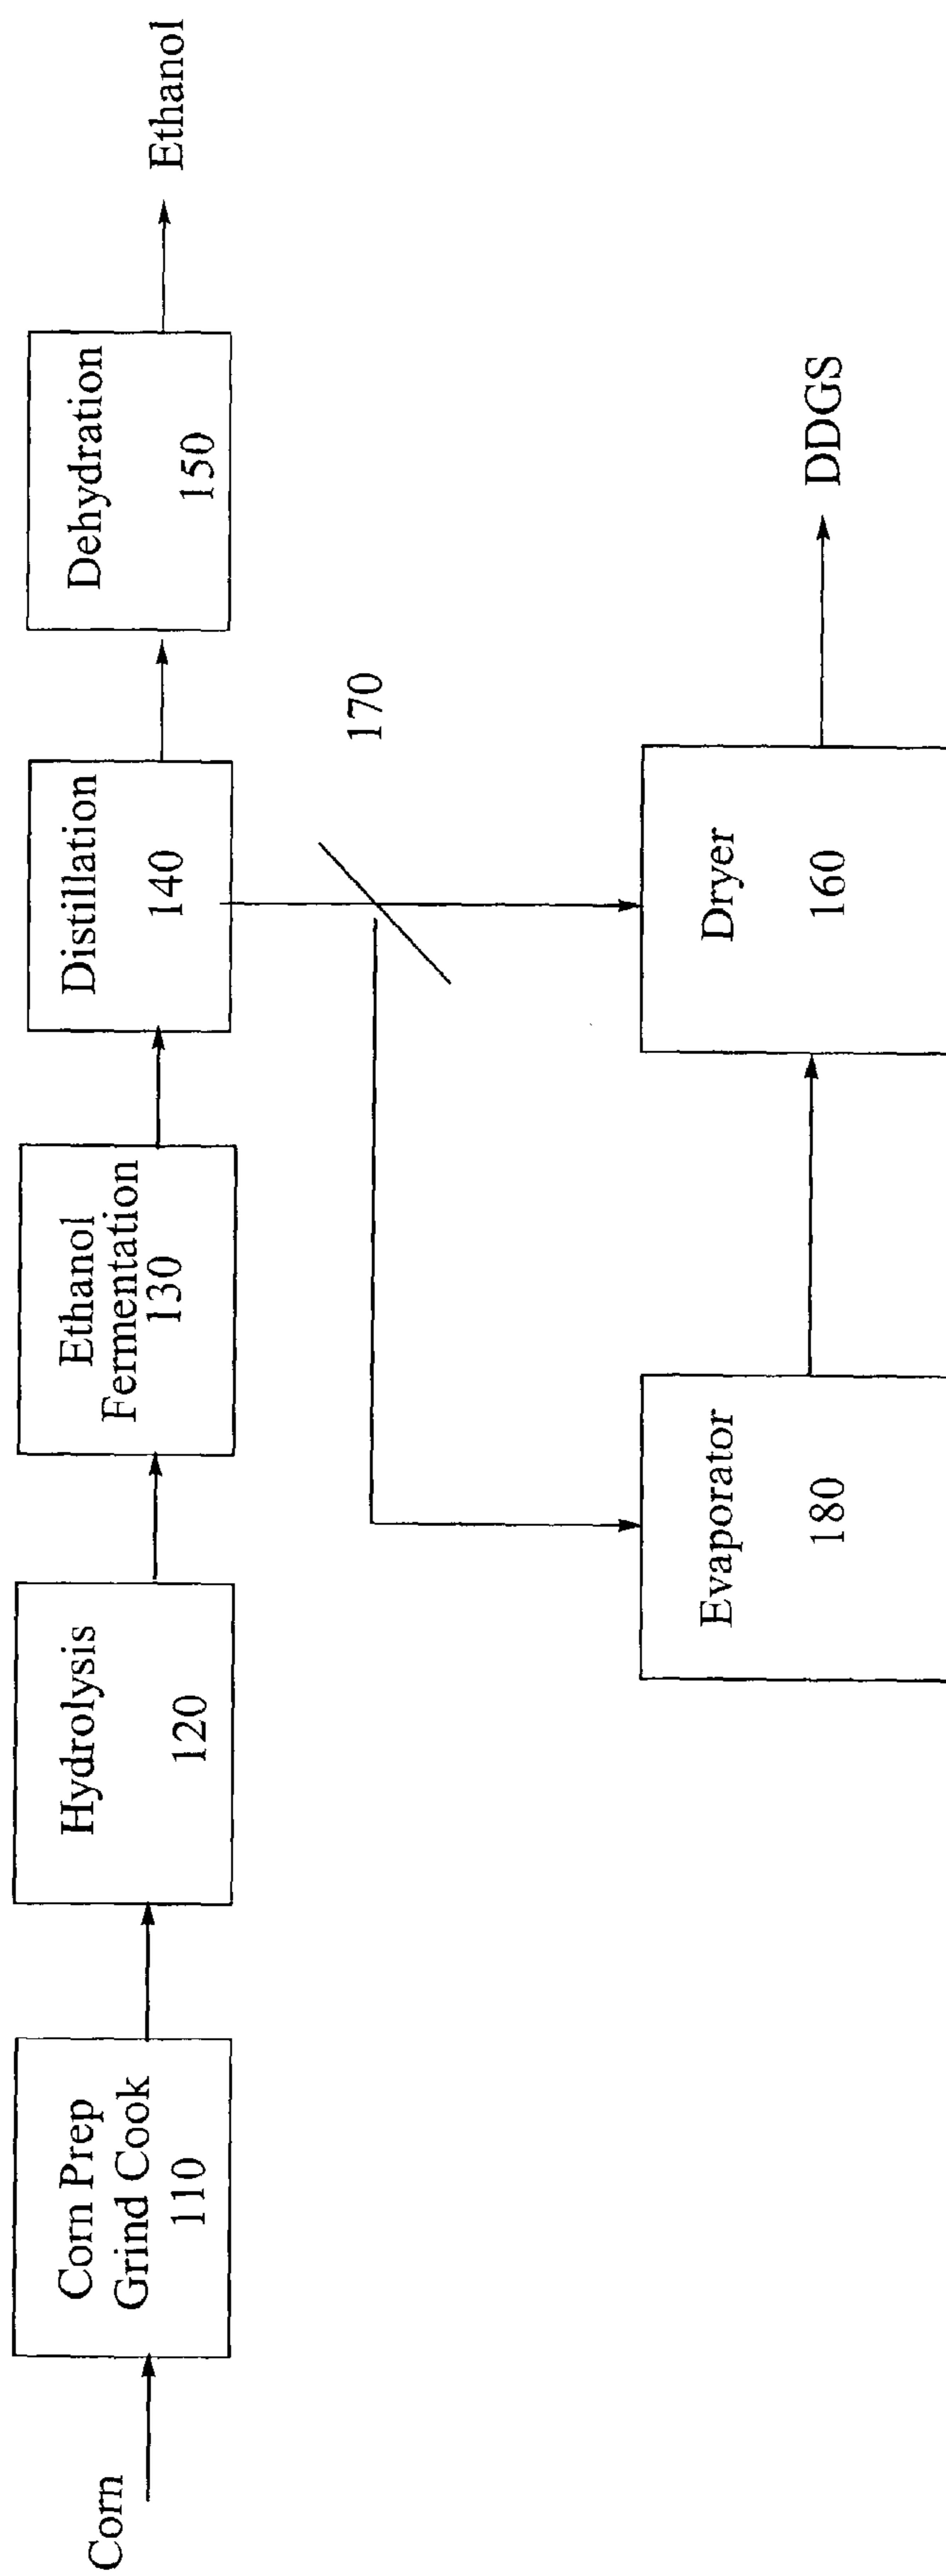 Corn
Corn Prep
Grind Cook
110
Hydrolysis
120
Ethanol
Fermentation
130
Distillation
140
Dehydration
150
Ethanol
170
Evaporator
180
Dryer
160
DDGS